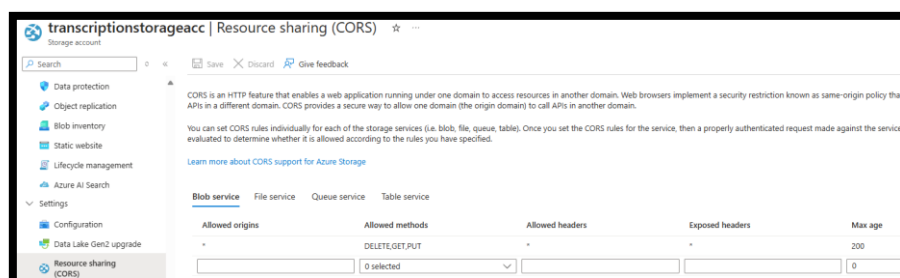 transcriptionstorageacc | Resource sharing (CORS) ☆ ···
Storage account
Search
Save Discard Give feedback
Data protection
Object replication
Blob inventory
Static website
Lifecycle management
Azure AI Search
Settings
Configuration
Data Lake Gen2 upgrade
Resource sharing
(CORS)
CORS is an HTTP feature that enables a web application running under one domain to access resources in another domain. Web browsers implement a security restriction known as same-origin policy tha
APIs in a different domain. CORS provides a secure way to allow one domain (the origin domain) to call APIs in another domain.
You can set CORS rules individually for each of the storage services (i.e. blob, file, queue, table). Once you set the CORS rules for the service, then a properly authenticated request made against the service
evaluated to determine whether it is allowed according to the rules you have specified.
Learn more about CORS support for Azure Storage
Blob service File service Queue service Table service
Allowed origins Allowed methods Allowed headers Exposed headers Max age
* DELETE,GET,PUT * * 200
0 selected 0